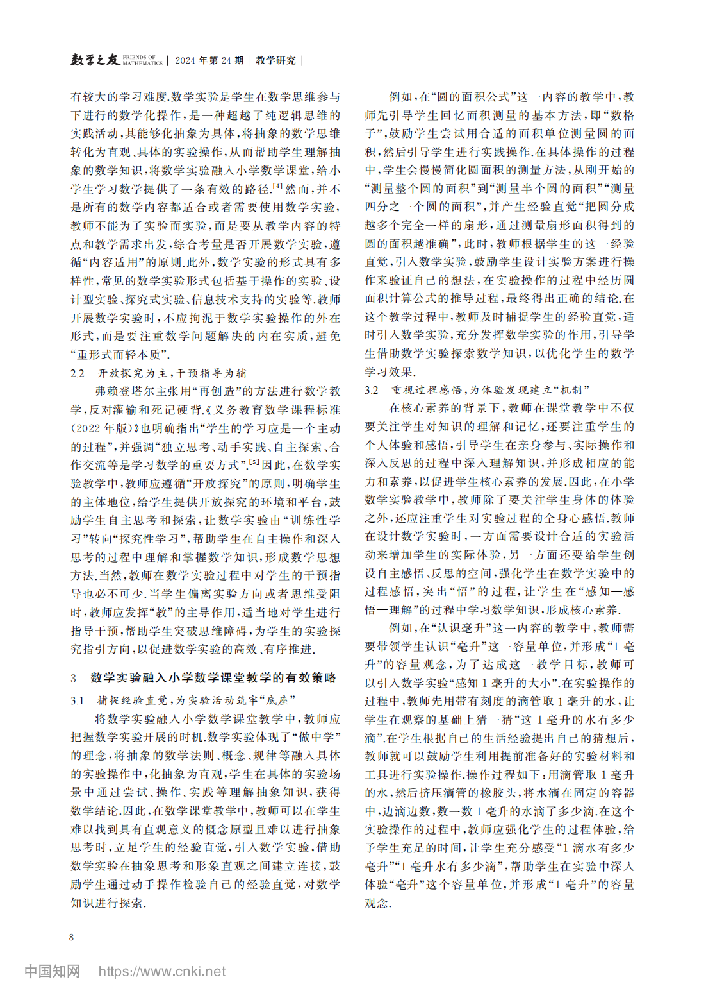 数学之友 FRIENDS OF MATHEMATICS | 2024 年第 24 期 | 教学研究 |
有较大的学习难度.数学实验是学生在数学思维参与
下进行的数学化操作,是一种超越了纯逻辑思维的
实践活动,其能够化抽象为具体,将抽象的数学思维
转化为直观、具体的实验操作,从而帮助学生理解抽
象的数学知识,将数学实验融入小学数学课堂,给小
学生学习数学提供了一条有效的路径.[4]然而,并不
是所有的数学内容都适合或者需要使用数学实验,
教师不能为了实验而实验,而是要从教学内容的特
点和教学需求出发,综合考量是否开展数学实验,遵
循“内容适用”的原则.此外,数学实验的形式具有多
样性,常见的数学实验形式包括基于操作的实验、设
计型实验、探究式实验、信息技术支持的实验等.教师
开展数学实验时,不应拘泥于数学实验操作的外在
形式,而是要注重数学问题解决的内在实质,避免
“重形式而轻本质”.
2.2 开放探究为主,干预指导为辅
弗赖登塔尔主张用“再创造”的方法进行数学教
学,反对灌输和死记硬背.《义务教育数学课程标准
(2022 年版)》也明确指出“学生的学习应是一个主动
的过程”,并强调“独立思考、动手实践、自主探索、合
作交流等是学习数学的重要方式”.[5]因此,在数学实
验教学中,教师应遵循“开放探究”的原则,明确学生
的主体地位,给学生提供开放探究的环境和平台,鼓
励学生自主思考和探索,让数学实验由“训练性学
习”转向“探究性学习”,帮助学生在自主操作和深入
思考的过程中理解和掌握数学知识,形成数学思想
方法.当然,教师在数学实验过程中对学生的干预指
导也必不可少.当学生偏离实验方向或者思维受阻
时,教师应发挥“教”的主导作用,适当地对学生进行
指导干预,帮助学生突破思维障碍,为学生的实验探
究指引方向,以促进数学实验的高效、有序推进.
3 数学实验融入小学数学课堂教学的有效策略
3.1 捕捉经验直觉,为实验活动筑牢“底座”
将数学实验融入小学数学课堂教学中,教师应
把握数学实验开展的时机.数学实验体现了“做中学”
的理念,将抽象的数学法则、概念、规律等融入具体
的实验操作中,化抽象为直观,学生在具体的实验场
景中通过尝试、操作、实践等理解抽象知识,获得
数学结论.因此,在数学课堂教学中,教师可以在学生
难以找到具有直观意义的概念原型且难以进行抽象
思考时,立足学生的经验直觉,引入数学实验,借助
数学实验在抽象思考和形象直观之间建立连接,鼓
励学生通过动手操作检验自己的经验直觉,对数学
知识进行探索.
例如,在“圆的面积公式”这一内容的教学中,教
师先引导学生回忆面积测量的基本方法,即“数格
子”,鼓励学生尝试用合适的面积单位测量圆的面
积,然后引导学生进行实践操作.在具体操作的过程
中,学生会慢慢简化圆面积的测量方法,从刚开始的
“测量整个圆的面积”到“测量半个圆的面积”“测量
四分之一个圆的面积”,并产生经验直觉“把圆分成
越多个完全一样的扇形,通过测量扇形面积得到的
圆的面积越准确”,此时,教师根据学生的这一经验
直觉,引入数学实验,鼓励学生设计实验方案进行操
作来验证自己的想法,在实验操作的过程中经历圆
面积计算公式的推导过程,最终得出正确的结论.在
这个教学过程中,教师及时捕捉学生的经验直觉,适
时引入数学实验,充分发挥数学实验的作用,引导学
生借助数学实验探索数学知识,以优化学生的数学
学习效果.
3.2 重视过程感悟,为体验发现建立“机制”
在核心素养的背景下,教师在课堂教学中不仅
要关注学生对知识的理解和记忆,还要注重学生的
个人体验和感悟,引导学生在亲身参与、实际操作和
深入反思的过程中深入理解知识,并形成相应的能
力和素养,以促进学生核心素养的发展.因此,在小学
数学实验教学中,教师除了要关注学生身体的体验
之外,还应注重学生对实验过程的全身心感悟.教师
在设计数学实验时,一方面需要设计合适的实验活
动来增加学生的实际体验,另一方面还要给学生创
设自主感悟、反思的空间,强化学生在数学实验中的
过程感悟,突出“悟”的过程,让学生在“感知—感
悟—理解”的过程中学习数学知识,形成核心素养.
例如,在“认识毫升”这一内容的教学中,教师需
要带领学生认识“毫升”这一容量单位,并形成“1 毫
升”的容量观念,为了达成这一教学目标,教师可
以引入数学实验“感知 1 毫升的大小”.在实验操作的
过程中,教师先用带有刻度的滴管取 1 毫升的水,让
学生在观察的基础上猜一猜“这 1 毫升的水有多少
滴”.在学生根据自己的生活经验提出自己的猜想后,
教师就可以鼓励学生利用提前准备好的实验材料和
工具进行实验操作.操作过程如下:用滴管取 1 毫升
的水,然后挤压滴管的橡胶头,将水滴在固定的容器
中,边滴边数,数一数 1 毫升的水滴了多少滴.在这个
实验操作的过程中,教师应强化学生的过程体验,给
予学生充足的时间,让学生充分感受“1 滴水有多少
毫升”“1 毫升水有多少滴”,帮助学生在实验中深入
体验“毫升”这个容量单位,并形成“1 毫升”的容量
观念.
8
中国知网 https://www.cnki.net